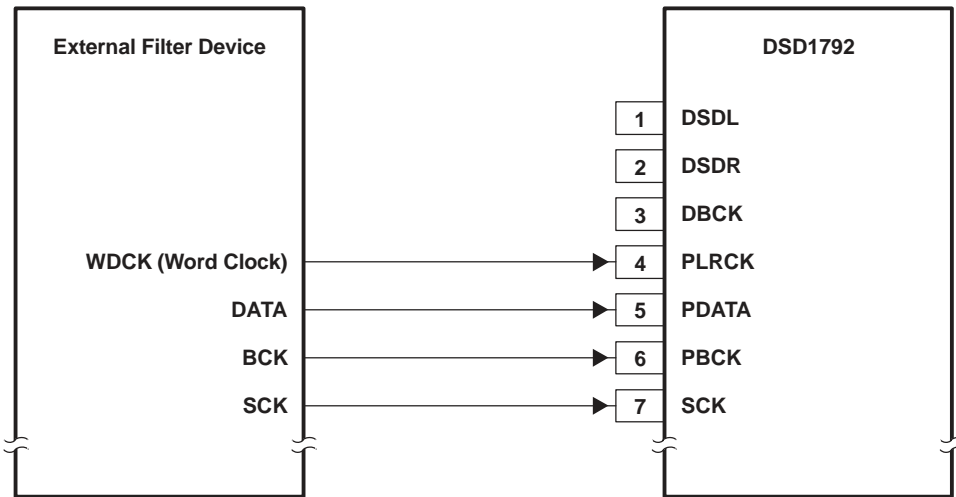 External Filter Device
DSD1792
1 DSDL
2 DSDR
3 DBCK
WDCK (Word Clock) 4 PLRCK
DATA 5 PDATA
BCK 6 PBCK
SCK 7 SCK